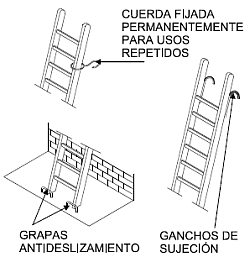 CUERDA FIJADA
PERMANENTEMENTE
PARA USOS
REPETIDOS
GRAPAS
ANTIDESLIZAMIENTO
GANCHOS DE
SUJECIÓN